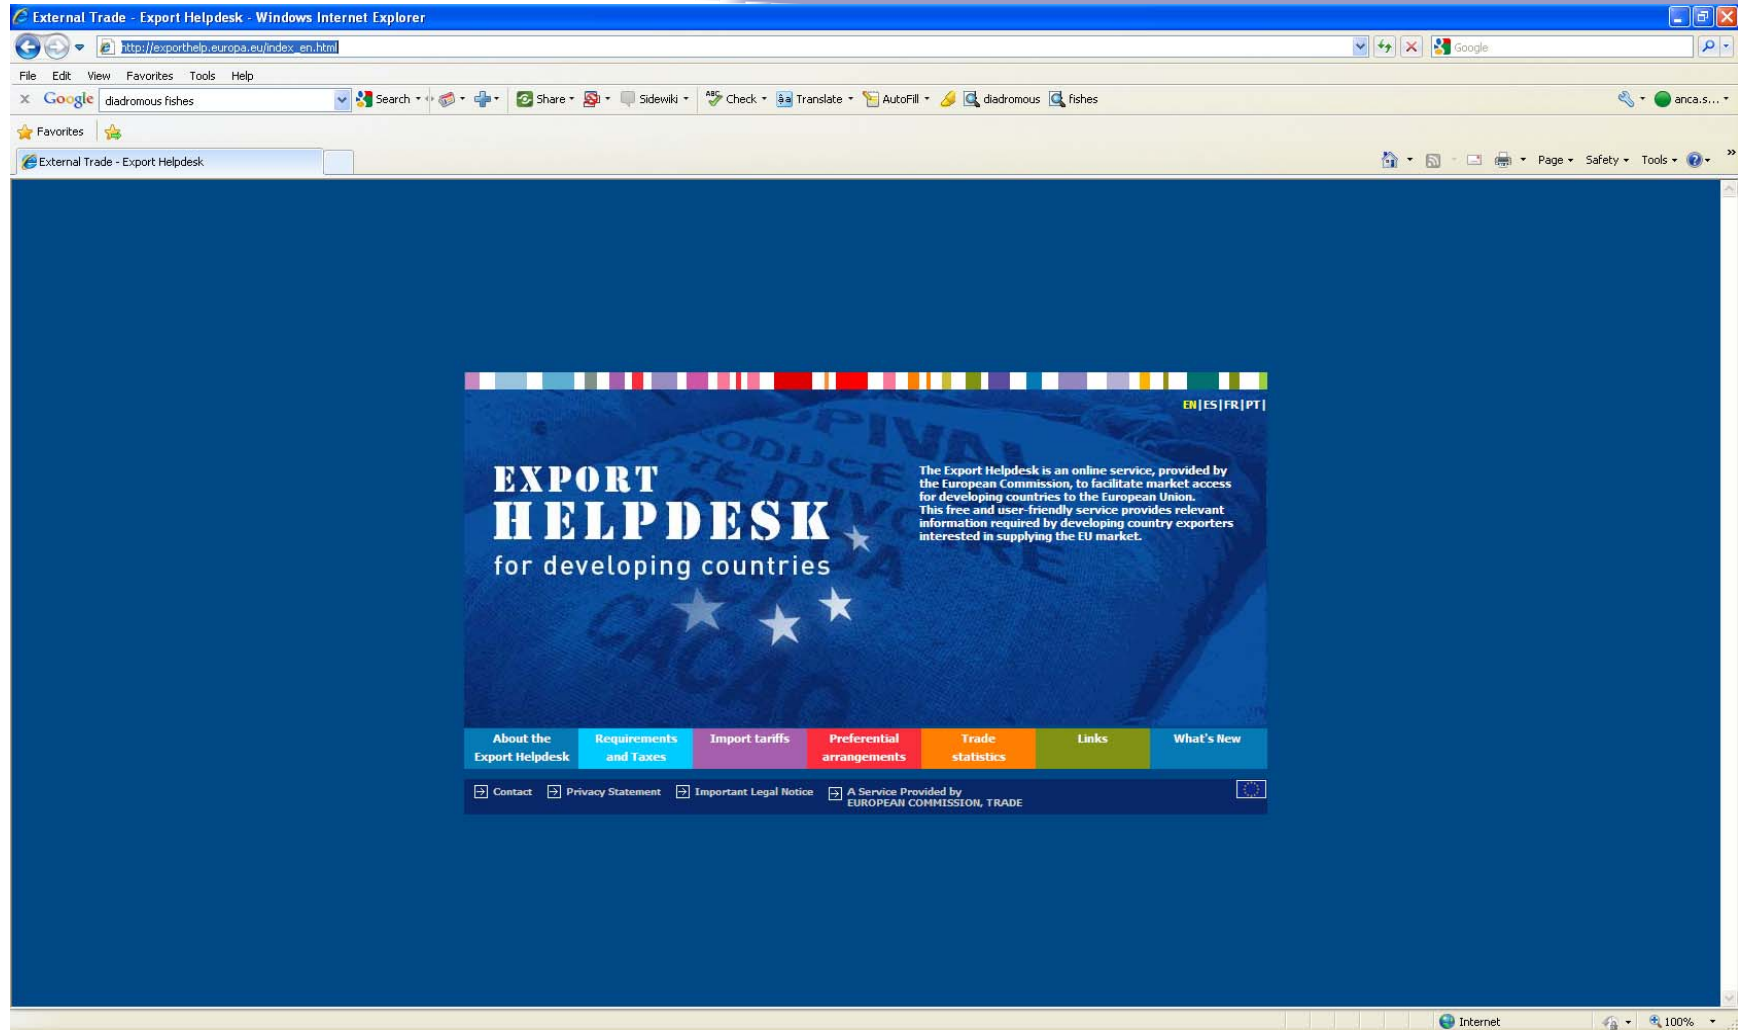 External Trade - Export Helpdesk - Windows Internet Explorer
http://exporthelp.europa.eu/index_en.html
Google
File Edit View Favorites Tools Help
x Google diadromous fishes Search Share Sidewiki Check Translate AutoFill diadromous fishes anca.s...
Favorites
External Trade - Export Helpdesk
Page Safety Tools
EN|ES|FR|PT|
EXPORT
HELPDESK
for developing countries
The Export Helpdesk is an online service, provided by
the European Commission, to facilitate market access
for developing countries to the European Union.
This free and user-friendly service provides relevant
information required by developing country exporters
interested in supplying the EU market.
CACAO
About the
Export Helpdesk
Requirements
and Taxes
Import tariffs
Preferential
arrangements
Trade
statistics
Links
What's New
Contact Privacy Statement Important Legal Notice A Service Provided by
EUROPEAN COMMISSION, TRADE
Internet 100%